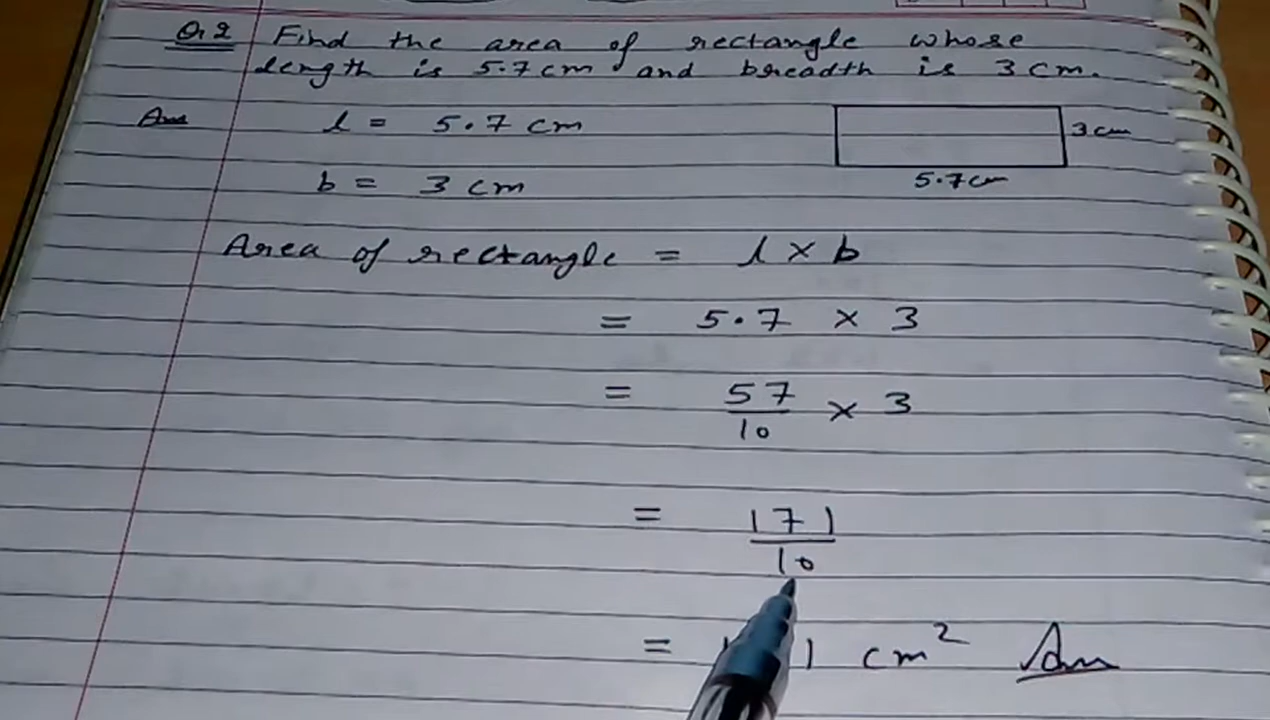 Q.2 Find the area of rectangle whose
length is 5.7 cm and breadth is 3 cm.
Ans l = 5.7 cm
3 cm
b = 3 cm
5.7 cm
Area of rectangle = l × b
= 5.7 × 3
= 57/10 × 3
= 171/10
= 1 cm² Ans